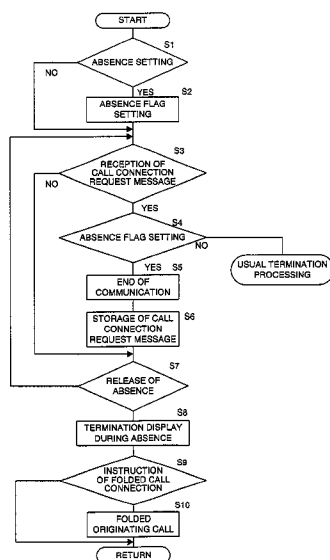 START
S1
ABSENCE SETTING
NO
YES
S2
ABSENCE FLAG
SETTING
S3
RECEPTION OF
CALL CONNECTION
REQUEST MESSAGE
NO
YES
S4
ABSENCE FLAG SETTING
NO
USUAL TERMINATION
PROCESSING
YES
S5
END OF
COMMUNICATION
S6
STORAGE OF CALL
CONNECTION
REQUEST MESSAGE
S7
RELEASE OF
ABSENCE
S8
TERMINATION DISPLAY
DURING ABSENCE
S9
INSTRUCTION
OF FOLDED CALL
CONNECTION
S10
FOLDED
ORIGINATING CALL
RETURN